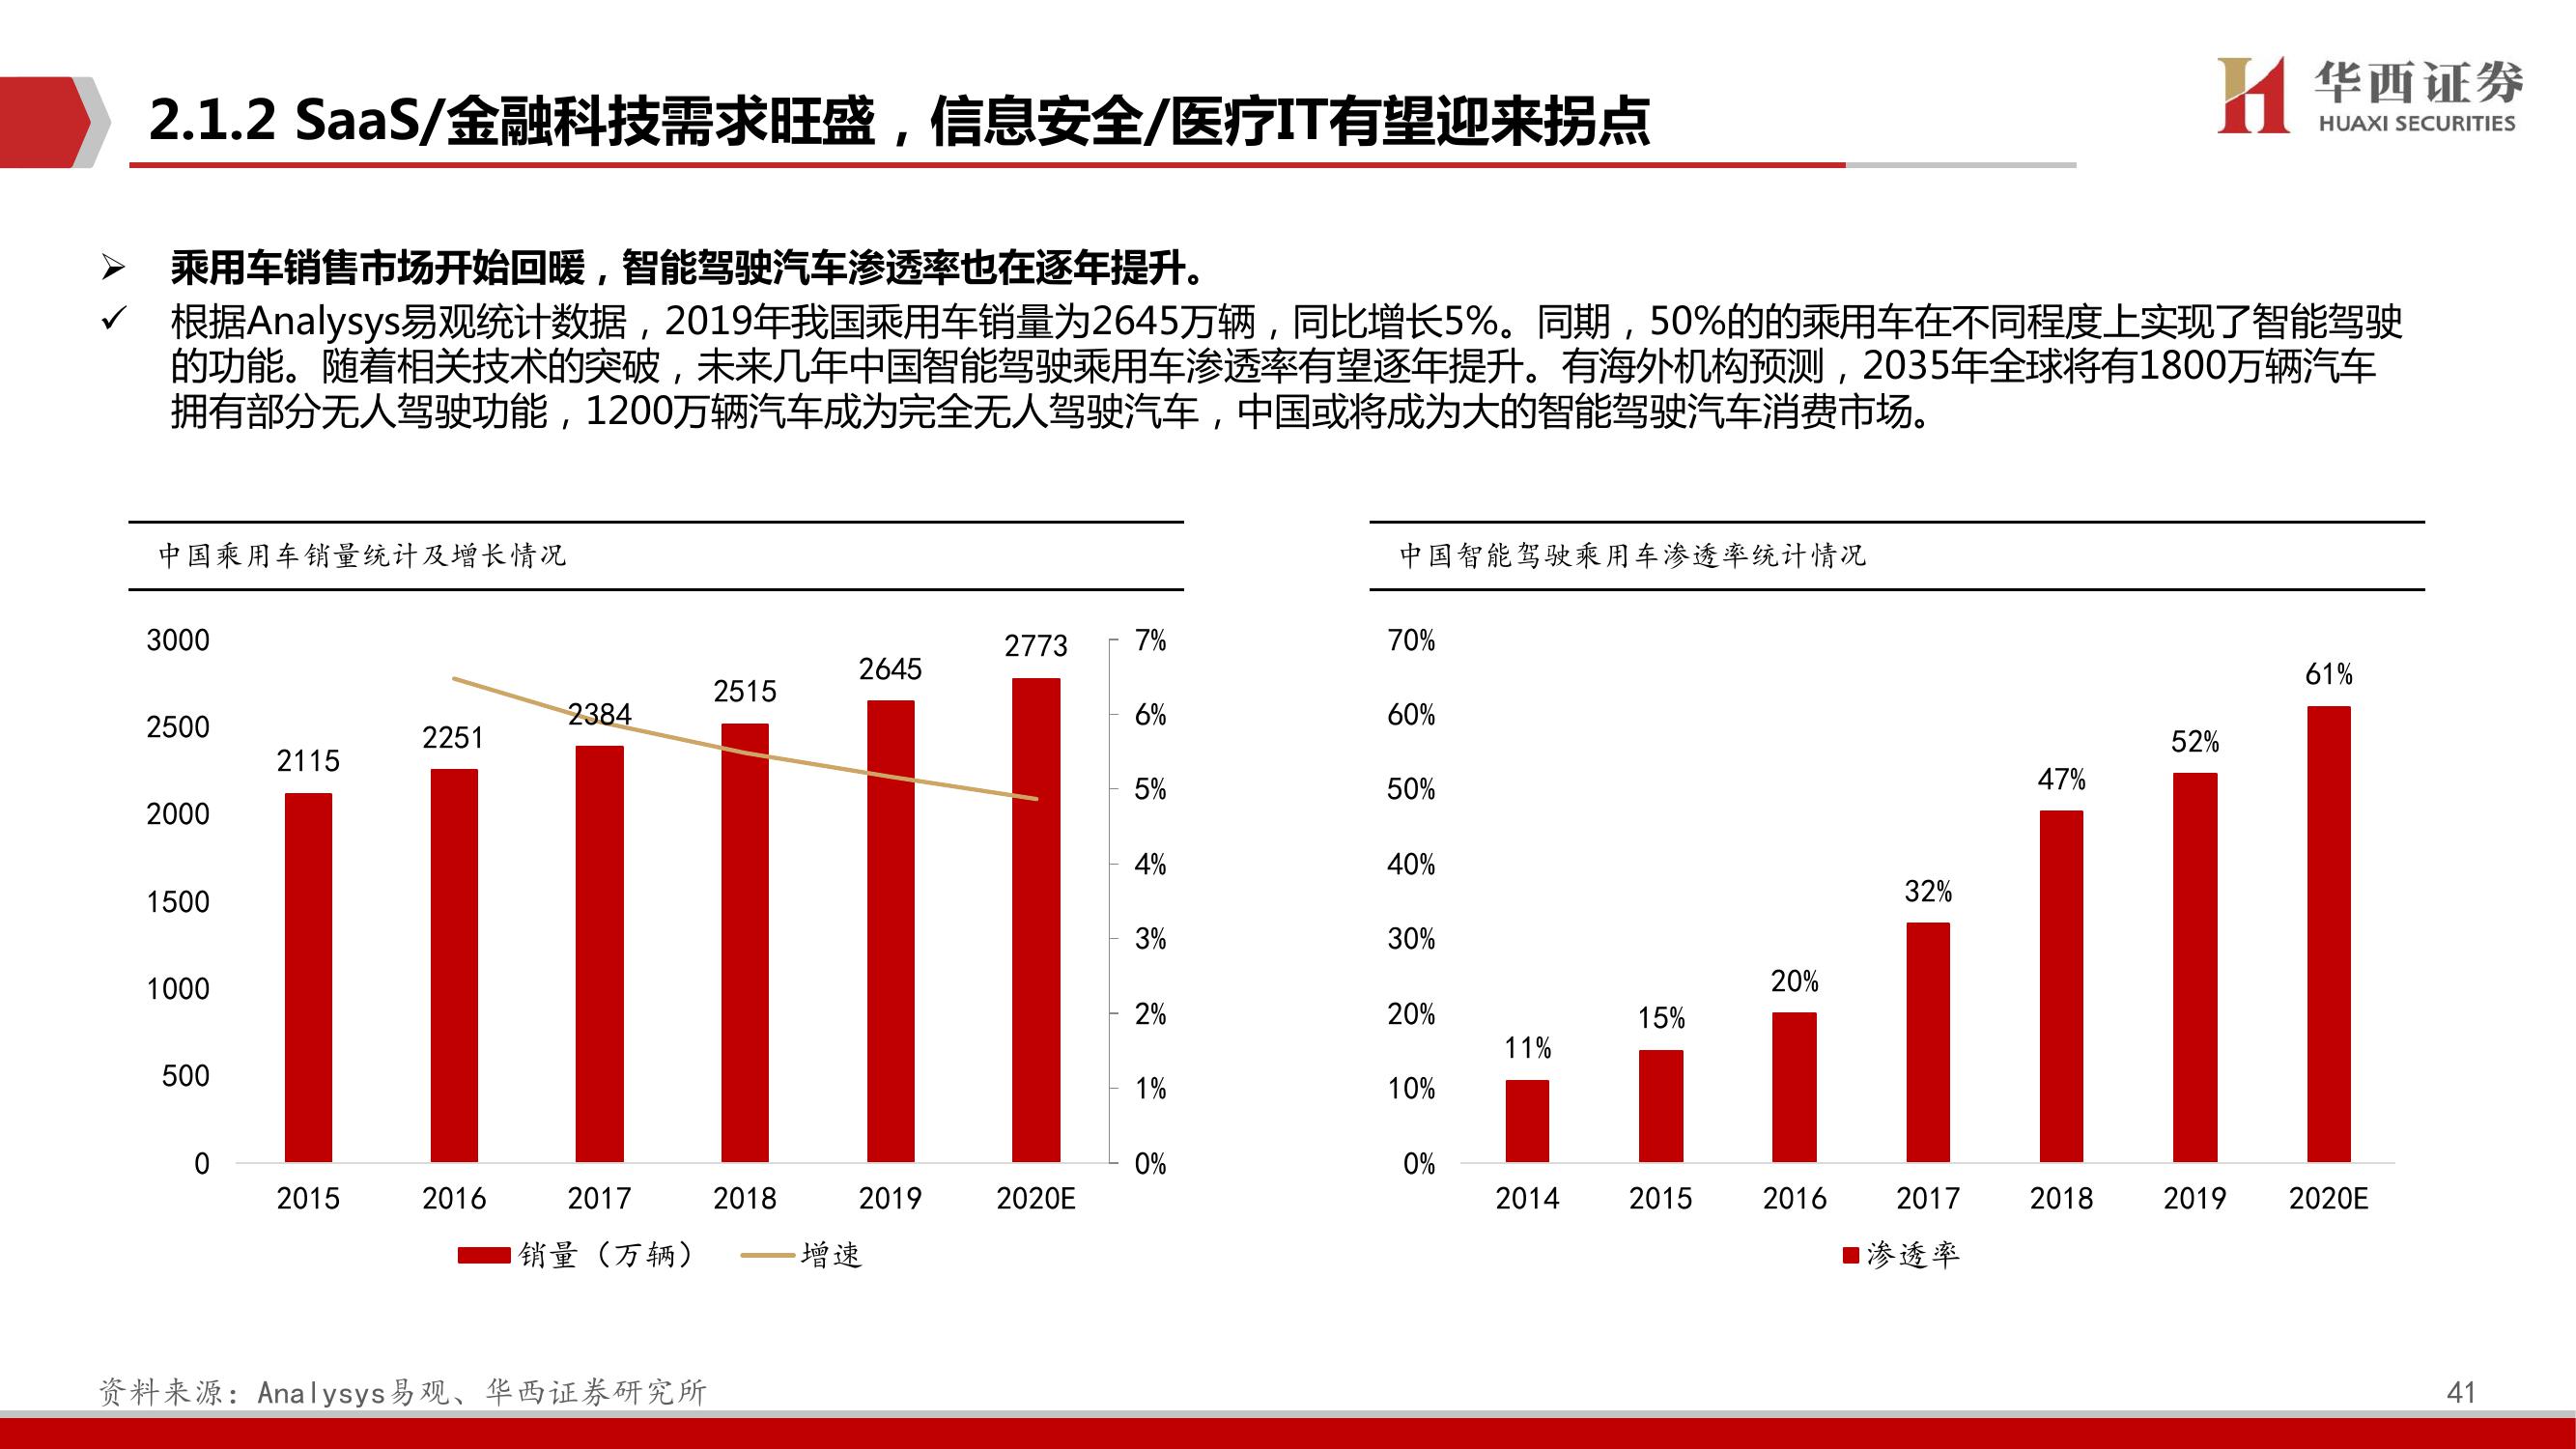 2.1.2 SaaS/金融科技需求旺盛，信息安全/医疗IT有望迎来拐点
华西证券
HUAXI SECURITIES
乘用车销售市场开始回暖，智能驾驶汽车渗透率也在逐年提升。
根据Analysys易观统计数据，2019年我国乘用车销量为2645万辆，同比增长5%。同期，50%的的乘用车在不同程度上实现了智能驾驶
的功能。随着相关技术的突破，未来几年中国智能驾驶乘用车渗透率有望逐年提升。有海外机构预测，2035年全球将有1800万辆汽车
拥有部分无人驾驶功能，1200万辆汽车成为完全无人驾驶汽车，中国或将成为大的智能驾驶汽车消费市场。
中国乘用车销量统计及增长情况
3000
2500
2000
1500
1000
500
0
2115
2251
2384
2515
2645
2773
7%
6%
5%
4%
3%
2%
1%
0%
2015 2016 2017 2018 2019 2020E
销量（万辆） 增速
中国智能驾驶乘用车渗透率统计情况
70%
60%
50%
40%
30%
20%
10%
0%
11%
15%
20%
32%
47%
52%
61%
2014 2015 2016 2017 2018 2019 2020E
渗透率
资料来源：Analysys易观、华西证券研究所
41